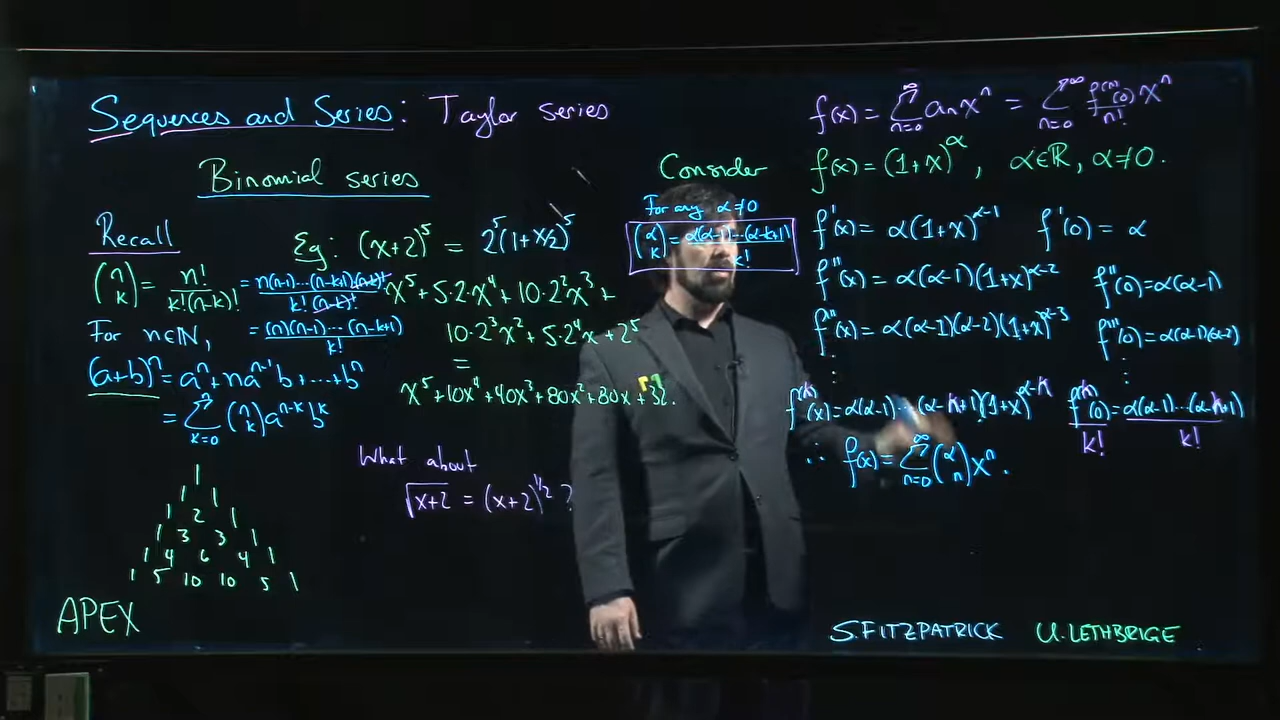 Sequences and Series: Taylor series
Binomial series
Recall
(n k) = n!/(k!(n-k)!) = n(n-1)...(n-k+1)(n-k)!/(k!(n-k)!)
For n∈ℕ, = (n)(n-1)...(n-k+1)/k!
(a+b)^n = a^n + na^{n-1}b + ... + b^n
= ∑_{k=0}^n (n k) a^{n-k} b^k
1
1 1
1 2 1
1 3 3 1
1 4 6 4 1
1 5 10 10 5 1
APEX
Eg: (x+2)^5 = 2^5(1+x/2)^5
x^5 + 5·2·x^4 + 10·2^2x^3 +
10·2^3x^2 + 5·2^4x + 2^5
=
x^5 + 10x^4 + 40x^3 + 80x^2 + 80x + 32.
What about
√(x+2) = (x+2)^{1/2} ?
Consider
For any α≠0
(α k) = α(α-1)...(α-k+1)/k!
f(x) = ∑_{n=0}^∞ a_n x^n = ∑_{n=0}^∞ f^{(n)}(0)/n! x^n
f(x) = (1+x)^α, α∈ℝ, α≠0.
f'(x) = α(1+x)^{α-1} f'(0) = α
f''(x) = α(α-1)(1+x)^{α-2} f''(0) = α(α-1)
f'''(x) = α(α-1)(α-2)(1+x)^{α-3} f'''(0) = α(α-1)(α-2)
⋮ ⋮
f^{(k)}(x) = α(α-1)...(α-k+1)(1+x)^{α-k} f^{(k)}(0)/k! = α(α-1)...(α-k+1)/k!
∴ f(x) = ∑_{n=0}^∞ (α n) x^n.
S.FITZPATRICK U.LETHBRIGE